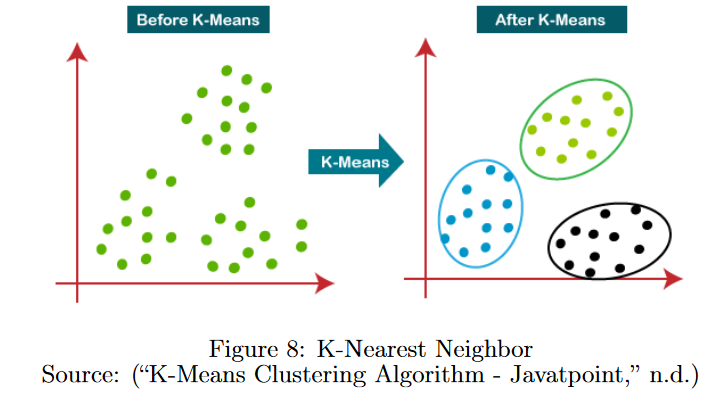 Before K-Means
After K-Means
K-Means
Figure 8: K-Nearest Neighbor
Source: (“K-Means Clustering Algorithm - Javatpoint,” n.d.)